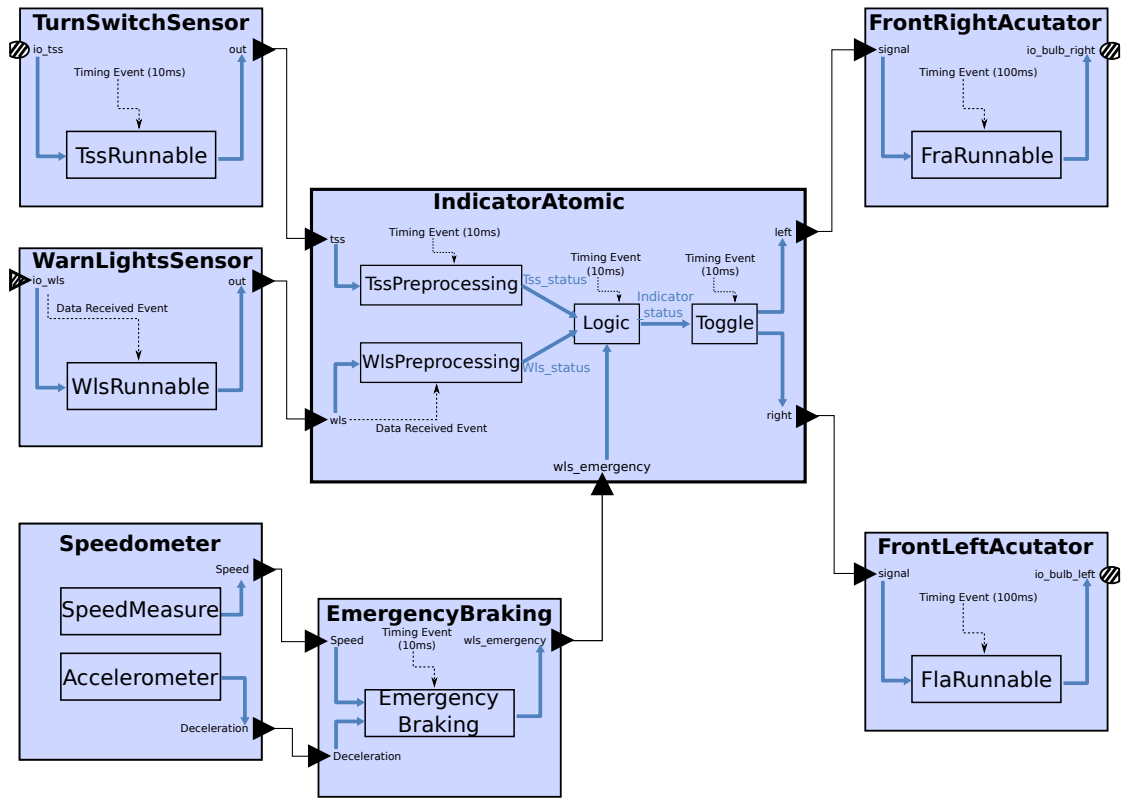 TurnSwitchSensor
io_tss
out
Timing Event (10ms)
TssRunnable
WarnLightsSensor
io_wls
out
Data Received Event
WlsRunnable
Speedometer
Speed
SpeedMeasure
Accelerometer
Deceleration
EmergencyBraking
Timing Event
(10ms)
Speed
wls_emergency
Emergency
Braking
Deceleration
IndicatorAtomic
tss
Timing Event (10ms)
TssPreprocessing
Tss_status
WlsPreprocessing
Wls_status
wls
Data Received Event
Timing Event
(10ms)
Logic
Indicator
_status
Timing Event
(10ms)
Toggle
left
right
wls_emergency
FrontRightAcutator
signal
io_bulb_right
Timing Event (100ms)
FraRunnable
FrontLeftAcutator
signal
io_bulb_left
Timing Event (100ms)
FlaRunnable